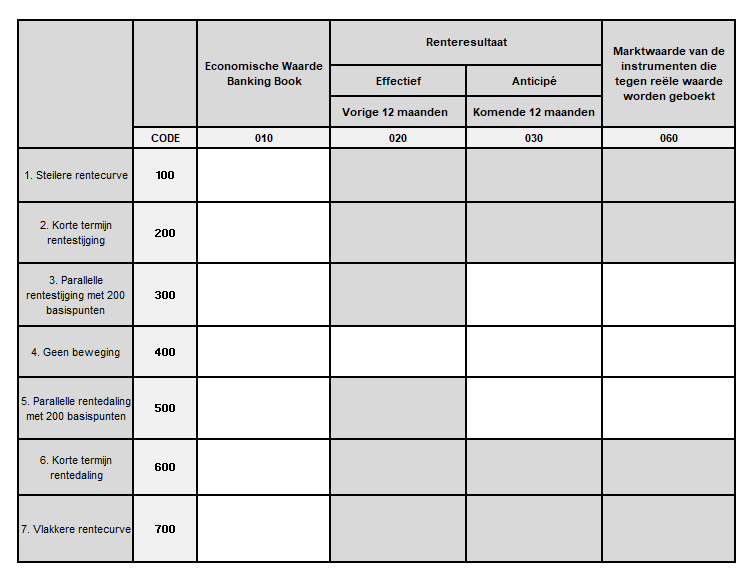 Renteresultaat
Economische Waarde
Banking Book
Marktwaarde van de
instrumenten die
tegen reële waarde
worden geboekt
Effectief
Anticipé
Vorige 12 maanden
Komende 12 maanden
CODE
010
020
030
060
1. Steilere rentecurve
100
2. Korte termijn
rentestijging
200
3. Parallelle
rentestijging met 200
basispunten
300
4. Geen beweging
400
5. Parallelle rentedaling
met 200 basispunten
500
6. Korte termijn
rentedaling
600
7. Vlakkere rentecurve
700